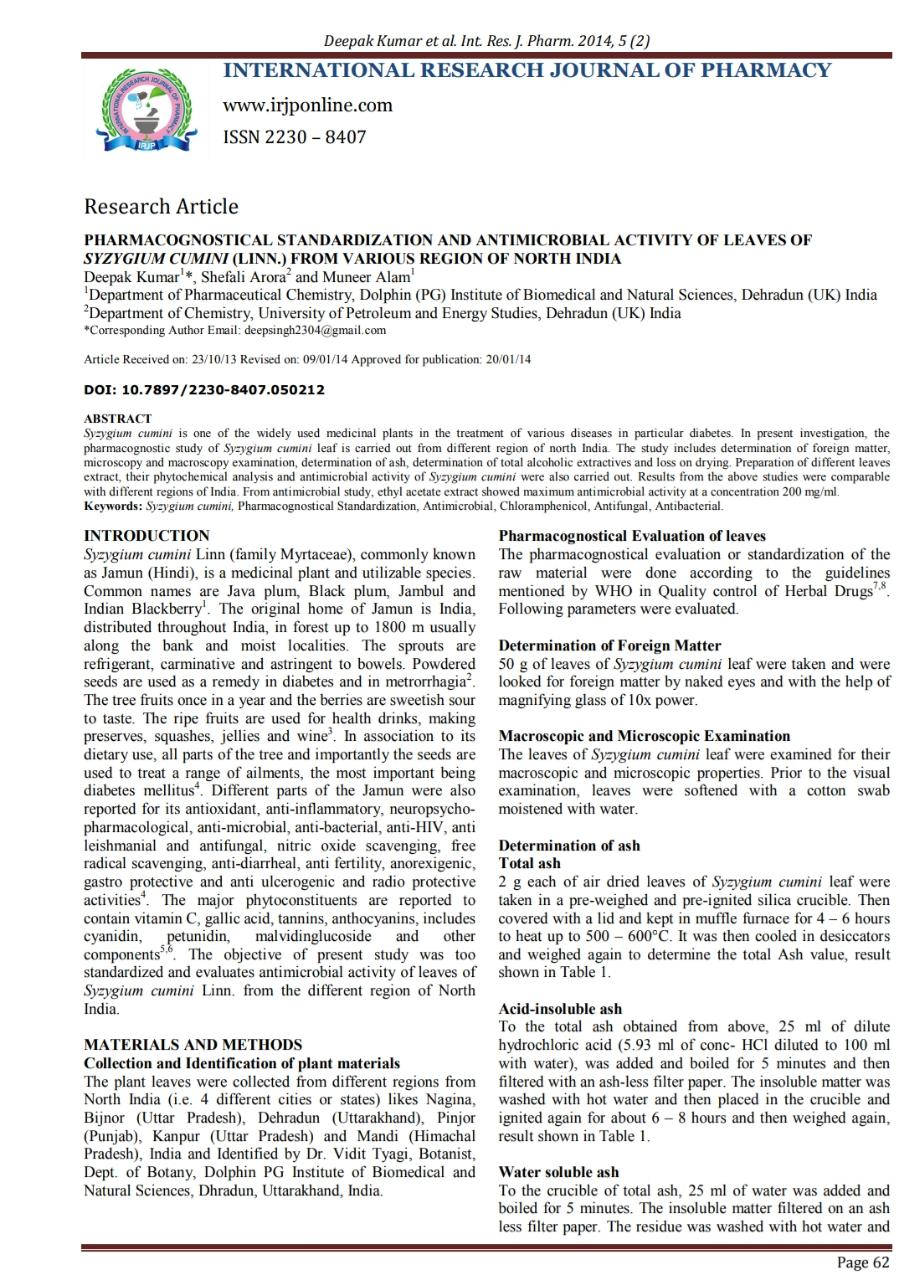 Deepak Kumar et al. Int. Res. J. Pharm. 2014, 5 (2)
INTERNATIONAL RESEARCH JOURNAL OF PHARMACY
www.irjponline.com
ISSN 2230 – 8407
INTERNATIONAL RESEARCH JOURNAL OF PHARMACY
IRJP
Research Article
PHARMACOGNOSTICAL STANDARDIZATION AND ANTIMICROBIAL ACTIVITY OF LEAVES OF
SYZYGIUM CUMINI (LINN.) FROM VARIOUS REGION OF NORTH INDIA
Deepak Kumar1*, Shefali Arora2 and Muneer Alam1
1Department of Pharmaceutical Chemistry, Dolphin (PG) Institute of Biomedical and Natural Sciences, Dehradun (UK) India
2Department of Chemistry, University of Petroleum and Energy Studies, Dehradun (UK) India
*Corresponding Author Email: deepsingh2304@gmail.com
Article Received on: 23/10/13 Revised on: 09/01/14 Approved for publication: 20/01/14
DOI: 10.7897/2230-8407.050212
ABSTRACT
Syzygium cumini is one of the widely used medicinal plants in the treatment of various diseases in particular diabetes. In present investigation, the
pharmacognostic study of Syzygium cumini leaf is carried out from different region of north India. The study includes determination of foreign matter,
microscopy and macroscopy examination, determination of ash, determination of total alcoholic extractives and loss on drying. Preparation of different leaves
extract, their phytochemical analysis and antimicrobial activity of Syzygium cumini were also carried out. Results from the above studies were comparable
with different regions of India. From antimicrobial study, ethyl acetate extract showed maximum antimicrobial activity at a concentration 200 mg/ml.
Keywords: Syzygium cumini, Pharmacognostical Standardization, Antimicrobial, Chloramphenicol, Antifungal, Antibacterial.
INTRODUCTION
Syzygium cumini Linn (family Myrtaceae), commonly known
as Jamun (Hindi), is a medicinal plant and utilizable species.
Common names are Java plum, Black plum, Jambul and
Indian Blackberry1. The original home of Jamun is India,
distributed throughout India, in forest up to 1800 m usually
along the bank and moist localities. The sprouts are
refrigerant, carminative and astringent to bowels. Powdered
seeds are used as a remedy in diabetes and in metrorrhagia2.
The tree fruits once in a year and the berries are sweetish sour
to taste. The ripe fruits are used for health drinks, making
preserves, squashes, jellies and wine3. In association to its
dietary use, all parts of the tree and importantly the seeds are
used to treat a range of ailments, the most important being
diabetes mellitus4. Different parts of the Jamun were also
reported for its antioxidant, anti-inflammatory, neuropsycho-
pharmacological, anti-microbial, anti-bacterial, anti-HIV, anti
leishmanial and antifungal, nitric oxide scavenging, free
radical scavenging, anti-diarrheal, anti fertility, anorexigenic,
gastro protective and anti ulcerogenic and radio protective
activities4. The major phytoconstituents are reported to
contain vitamin C, gallic acid, tannins, anthocyanins, includes
cyanidin, petunidin, malvidinglucoside and other
components5,6. The objective of present study was too
standardized and evaluates antimicrobial activity of leaves of
Syzygium cumini Linn. from the different region of North
India.
MATERIALS AND METHODS
Collection and Identification of plant materials
The plant leaves were collected from different regions from
North India (i.e. 4 different cities or states) likes Nagina,
Bijnor (Uttar Pradesh), Dehradun (Uttarakhand), Pinjor
(Punjab), Kanpur (Uttar Pradesh) and Mandi (Himachal
Pradesh), India and Identified by Dr. Vidit Tyagi, Botanist,
Dept. of Botany, Dolphin PG Institute of Biomedical and
Natural Sciences, Dhradun, Uttarakhand, India.
Pharmacognostical Evaluation of leaves
The pharmacognostical evaluation or standardization of the
raw material were done according to the guidelines
mentioned by WHO in Quality control of Herbal Drugs7,8.
Following parameters were evaluated.
Determination of Foreign Matter
50 g of leaves of Syzygium cumini leaf were taken and were
looked for foreign matter by naked eyes and with the help of
magnifying glass of 10x power.
Macroscopic and Microscopic Examination
The leaves of Syzygium cumini leaf were examined for their
macroscopic and microscopic properties. Prior to the visual
examination, leaves were softened with a cotton swab
moistened with water.
Determination of ash
Total ash
2 g each of air dried leaves of Syzygium cumini leaf were
taken in a pre-weighed and pre-ignited silica crucible. Then
covered with a lid and kept in muffle furnace for 4 – 6 hours
to heat up to 500 – 600°C. It was then cooled in desiccators
and weighed again to determine the total Ash value, result
shown in Table 1.
Acid-insoluble ash
To the total ash obtained from above, 25 ml of dilute
hydrochloric acid (5.93 ml of conc- HCl diluted to 100 ml
with water), was added and boiled for 5 minutes and then
filtered with an ash-less filter paper. The insoluble matter was
washed with hot water and then placed in the crucible and
ignited again for about 6 – 8 hours and then weighed again,
result shown in Table 1.
Water soluble ash
To the crucible of total ash, 25 ml of water was added and
boiled for 5 minutes. The insoluble matter filtered on an ash
less filter paper. The residue was washed with hot water and
Page 62